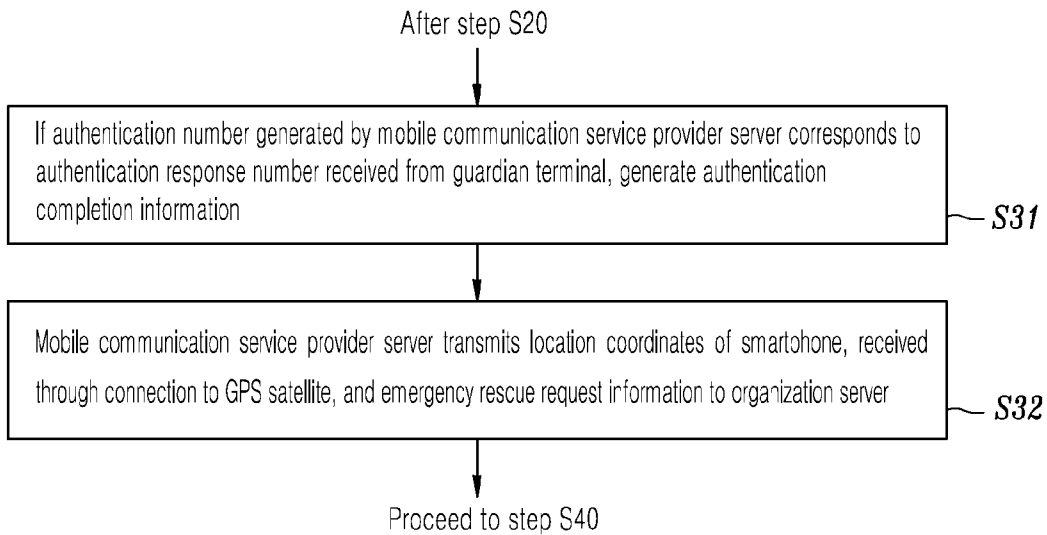 After step S20
If authentication number generated by mobile communication service provider server corresponds to
authentication response number received from guardian terminal, generate authentication
completion information
S31
Mobile communication service provider server transmits location coordinates of smartphone, received
through connection to GPS satellite, and emergency rescue request information to organization server
S32
Proceed to step S40